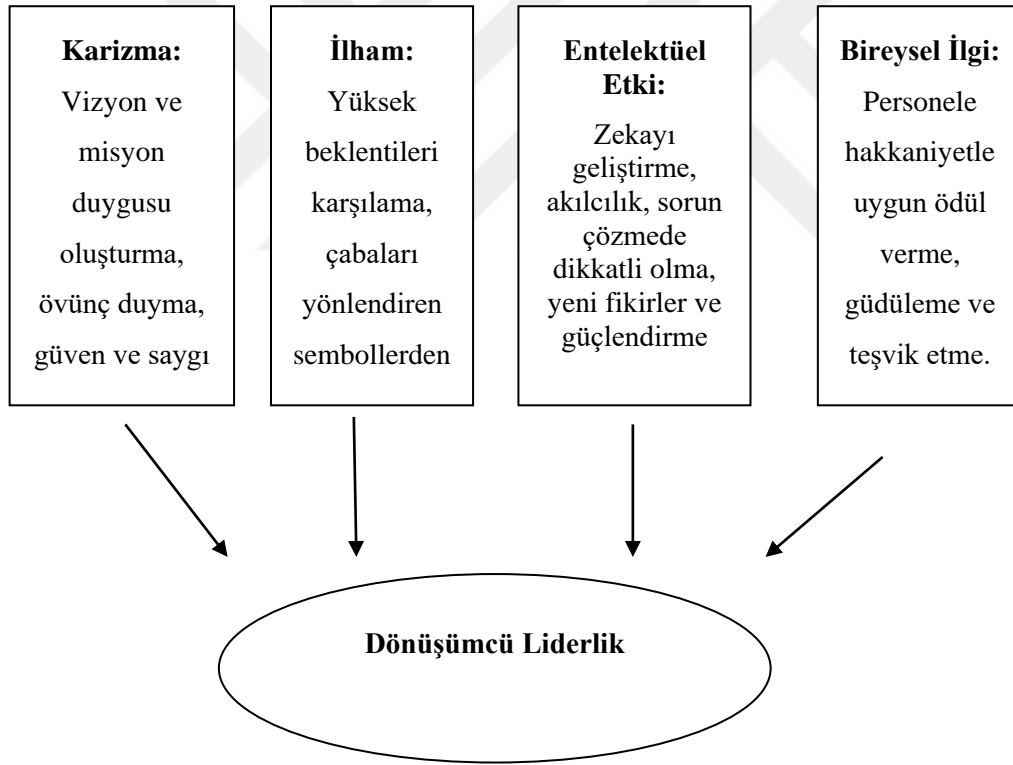 Karizma:
Vizyon ve
misyon
duygusu
oluşturma,
övünç duyma,
güven ve saygı
İlham:
Yüksek
beklentileri
karşılama,
çabaları
yönlendiren
sembollerden
Entelektüel
Etki:
Zekayı
geliştirme,
akılcılık, sorun
çözmede
dikkatli olma,
yeni fikirler ve
güçlendirme
Bireysel İlgi:
Personele
hakkaniyetle
uygun ödül
verme,
güdüleme ve
teşvik etme.
Dönüşümcü Liderlik